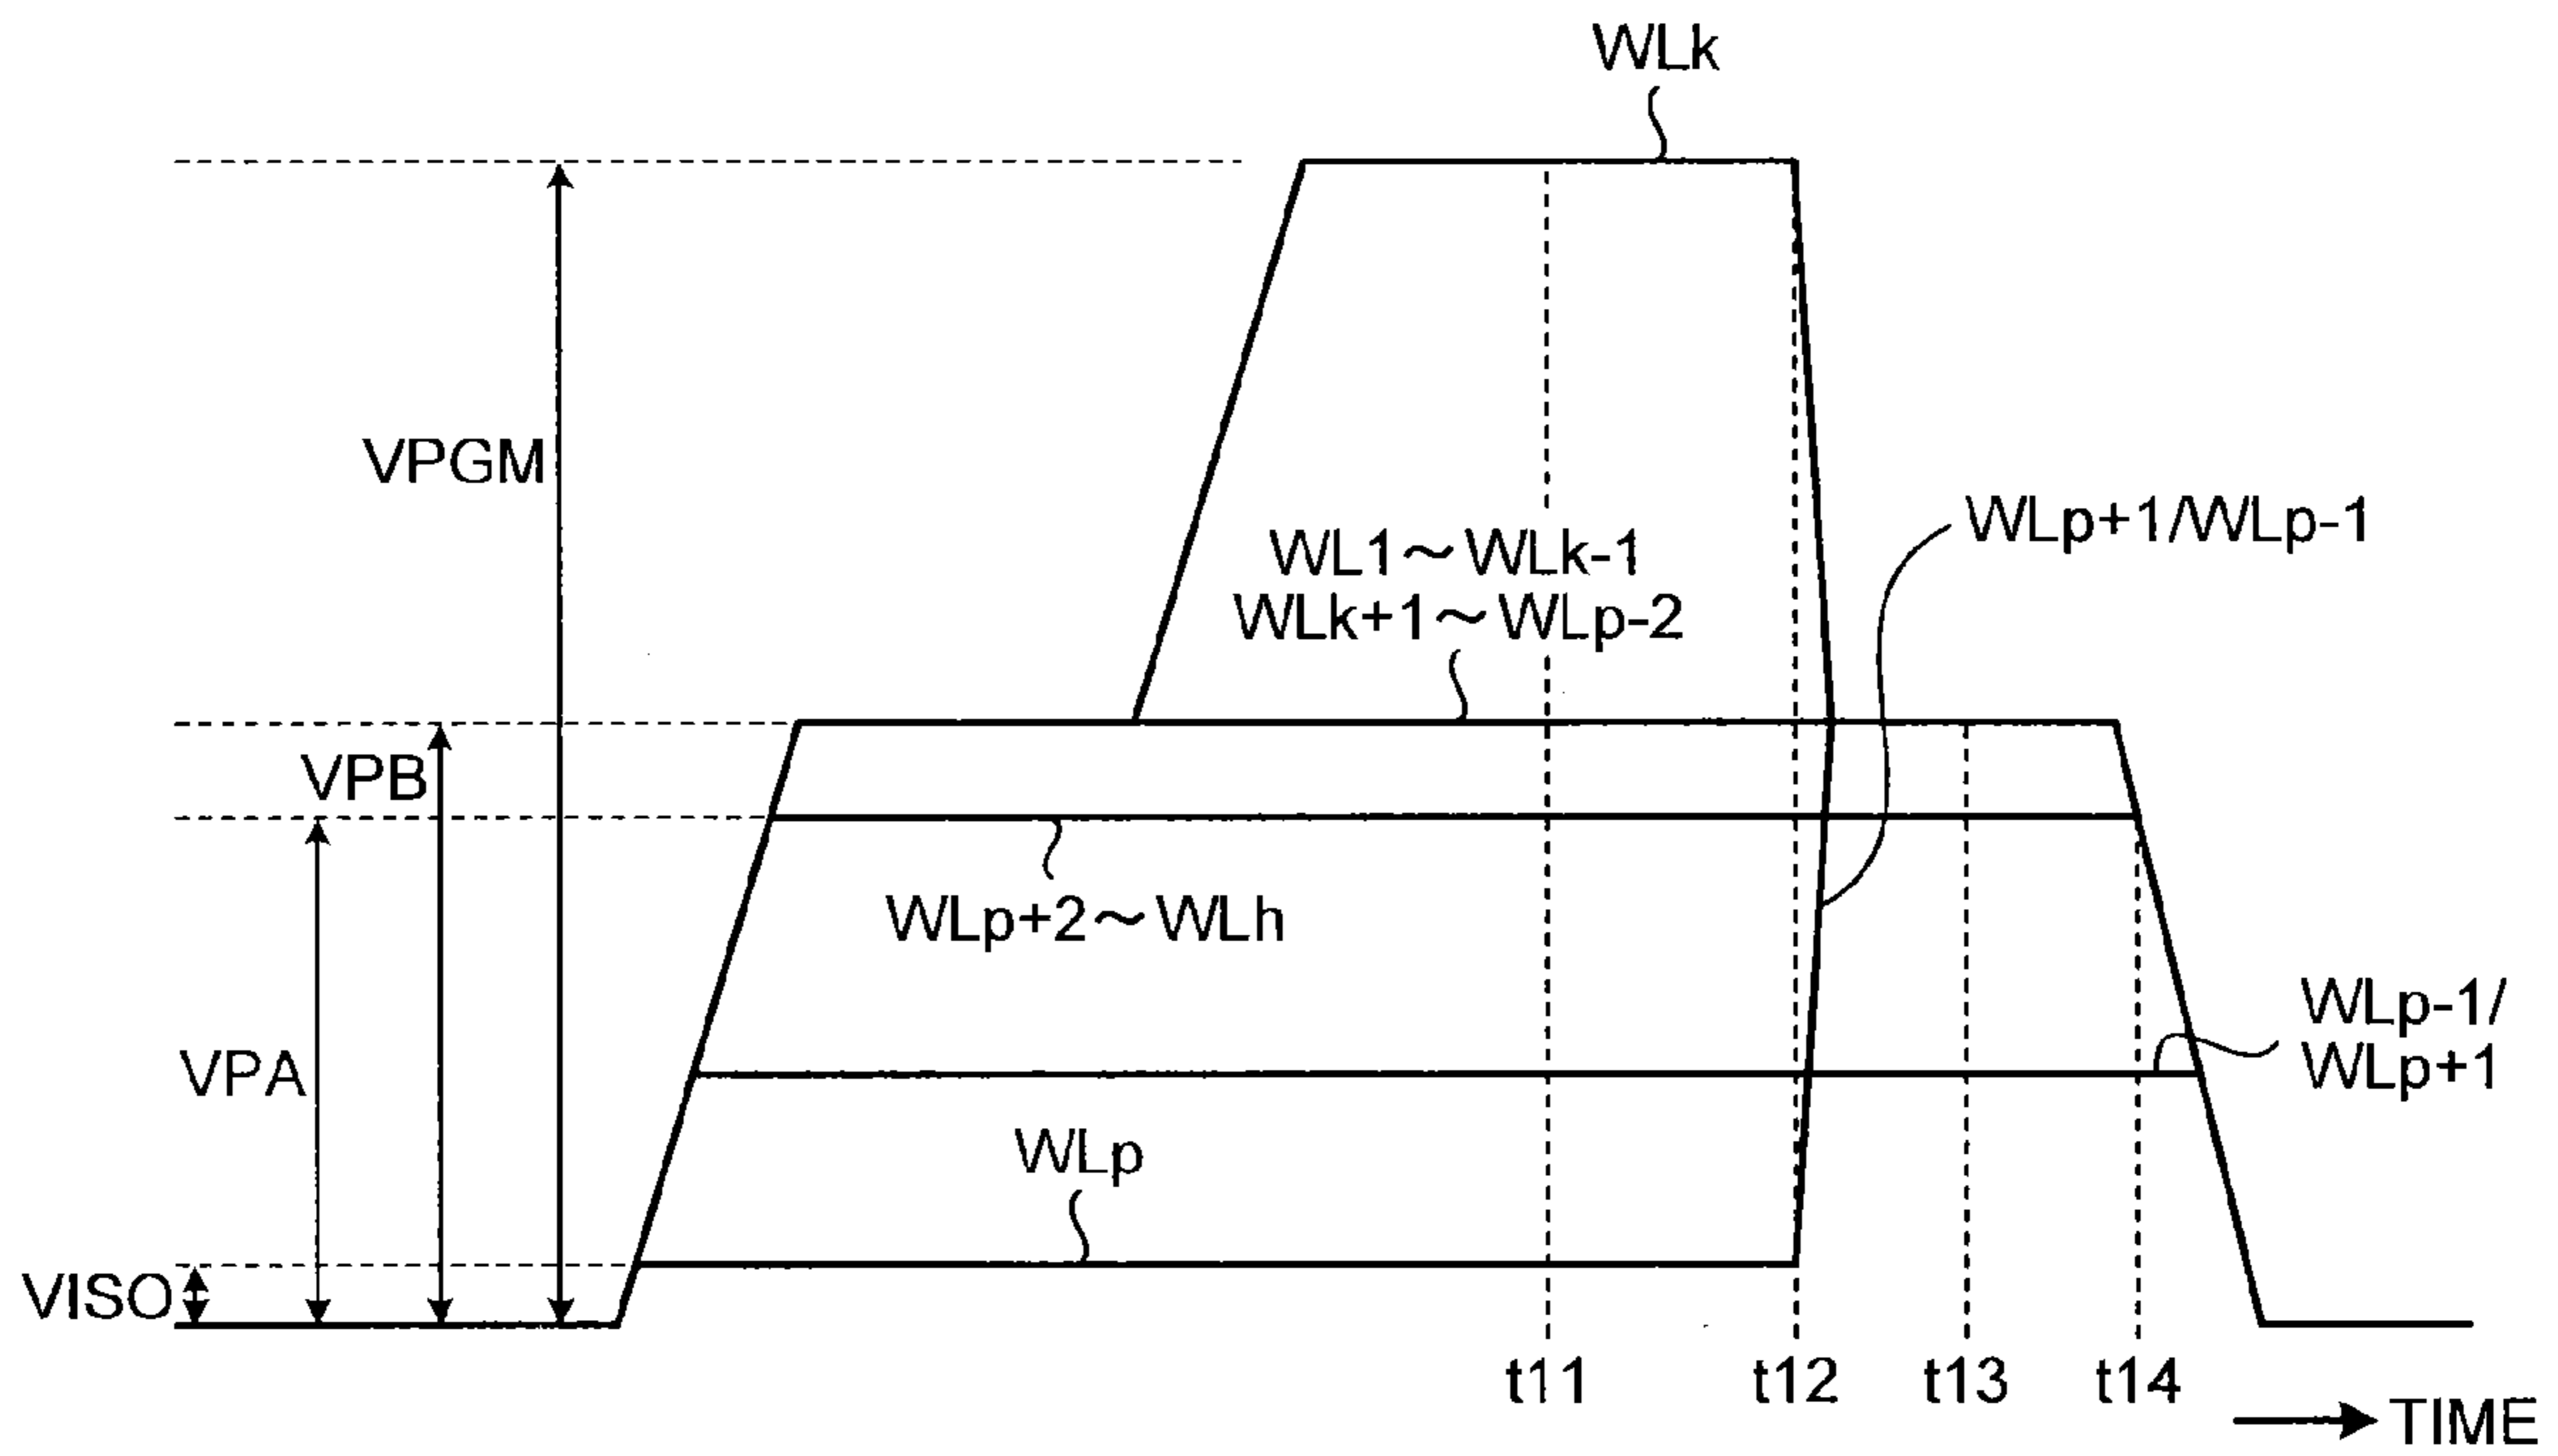 WLk
VPGM
WLp+1/WLp-1
WL1～WLk-1
WLk+1～WLp-2
VPB
WLp+2～WLh
WLp-1/
WLp+1
VPA
WLp
VISO
t11
t12
t13
t14
TIME